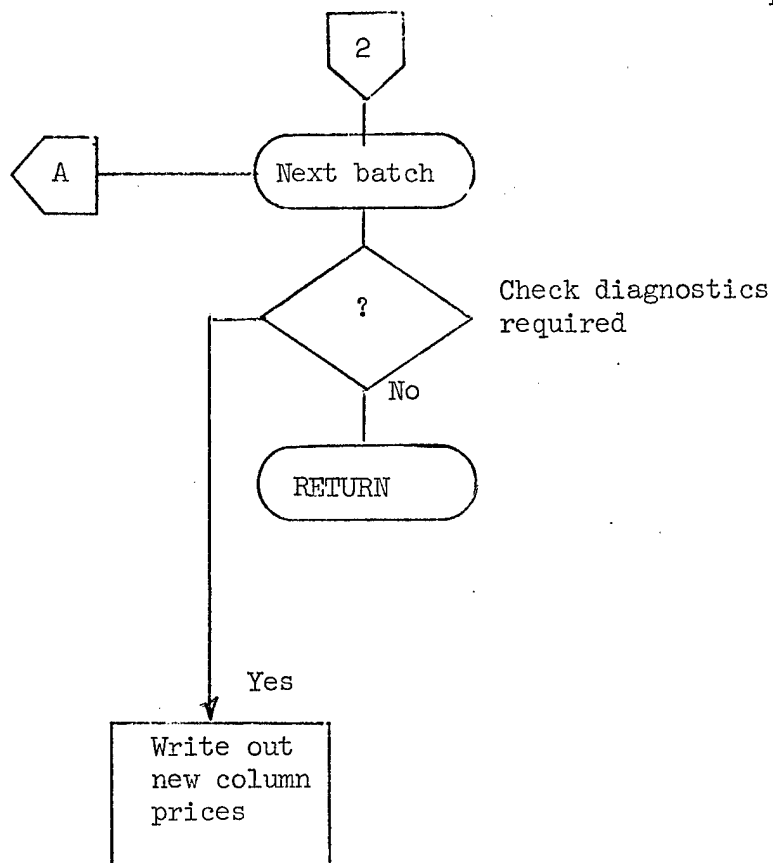 2
A
Next batch
?
Check diagnostics
required
No
RETURN
Yes
Write out
new column
prices